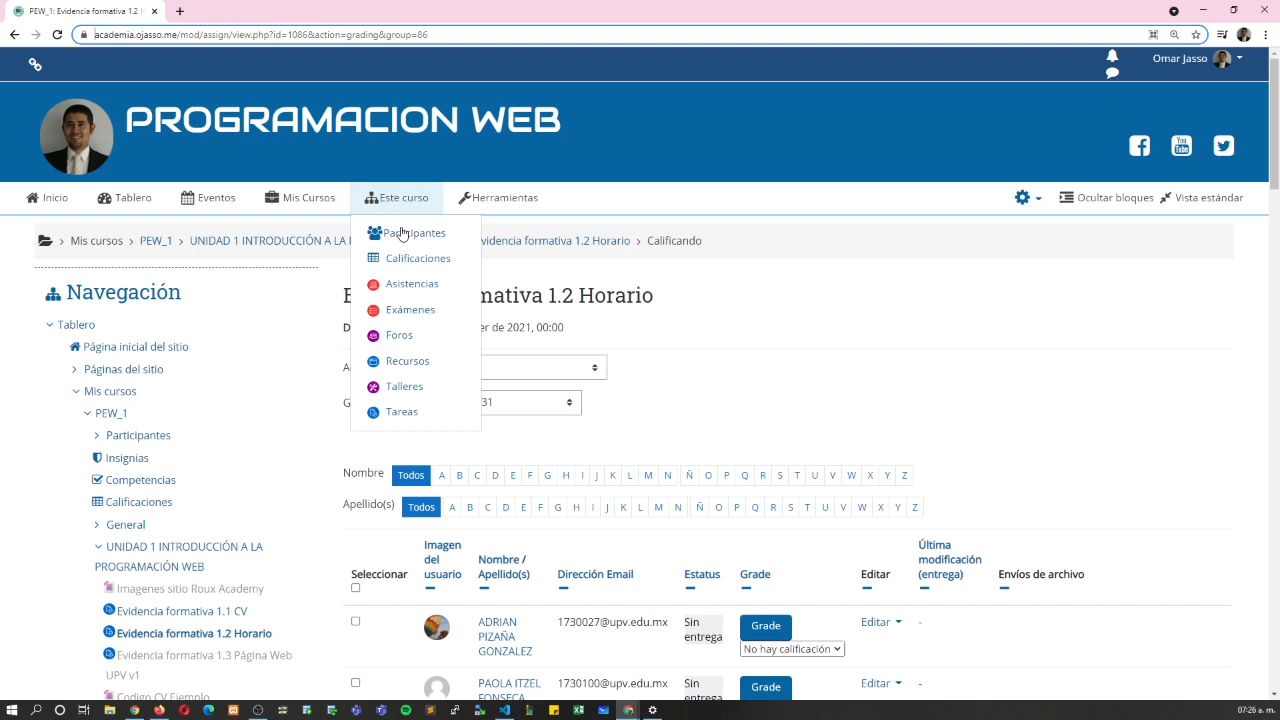 PEW_1: Evidencia formativa 1.2 H
academia.ojasso.me/mod/assign/view.php?id=1086&action=grading&group=86
Omar Jasso
PROGRAMACION WEB
Inicio
Tablero
Eventos
Mis Cursos
Este curso
Herramientas
Ocultar bloques
Vista estándar
Mis cursos > PEW_1 > UNIDAD 1 INTRODUCCIÓN A LA
videncia formativa 1.2 Horario > Calificando
Participantes
Calificaciones
Asistencias
Exámenes
Foros
Recursos
Talleres
Tareas
Navegación
Tablero
Página inicial del sitio
Páginas del sitio
Mis cursos
PEW_1
Participantes
Insignias
Competencias
Calificaciones
General
UNIDAD 1 INTRODUCCIÓN A LA
PROGRAMACIÓN WEB
Imagenes sitio Roux Academy
Evidencia formativa 1.1 CV
Evidencia formativa 1.2 Horario
Evidencia formativa 1.3 Página Web
UPV v1
Codigo CV Ejemplo
mativa 1.2 Horario
er de 2021, 00:00
31
Nombre Todos A B C D E F G H I J K L M N Ñ O P Q R S T U V W X Y Z
Apellido(s) Todos A B C D E F G H I J K L M N Ñ O P Q R S T U V W X Y Z
Seleccionar
Imagen
del
usuario
Nombre /
Apellido(s)
Dirección Email
Estatus
Grade
Editar
Última
modificación
(entrega)
Envíos de archivo
ADRIAN
PIZAÑA
GONZALEZ
1730027@upv.edu.mx
Sin
entrega
Grade
No hay calificación
Editar
-
PAOLA ITZEL
FONSECA
1730100@upv.edu.mx
Sin
entrega
Grade
Editar
-
07:26 a. m.